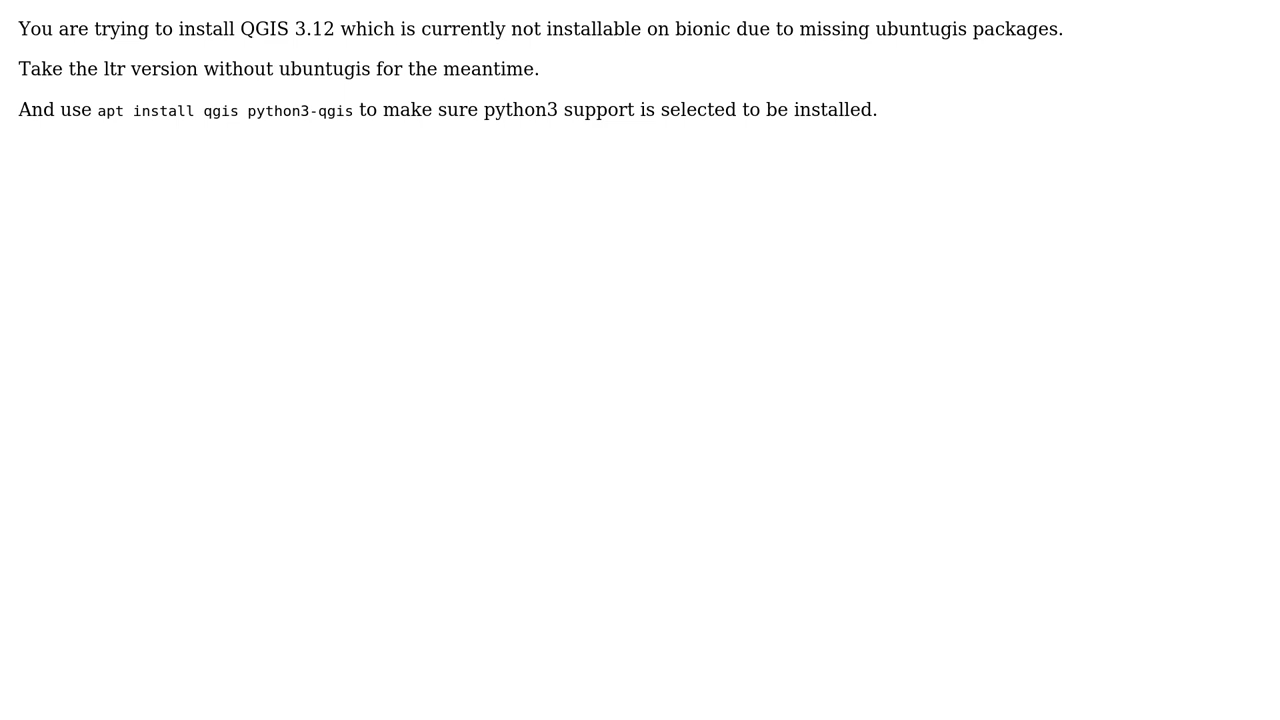 You are trying to install QGIS 3.12 which is currently not installable on bionic due to missing ubuntugis packages.
Take the ltr version without ubuntugis for the meantime.
And use apt install qgis python3-qgis to make sure python3 support is selected to be installed.